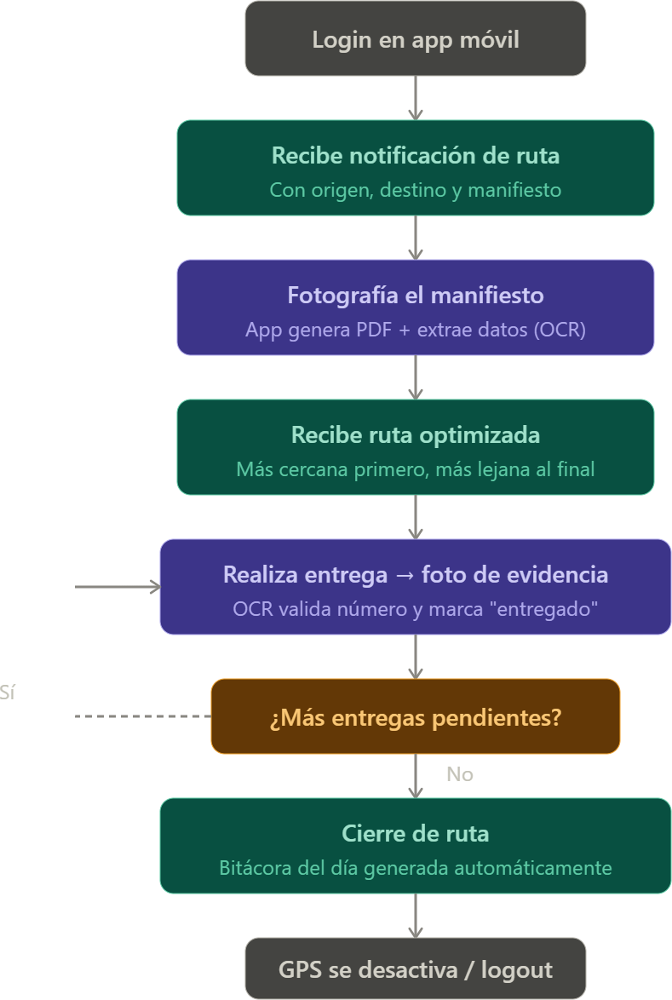 Login en app móvil
Recibe notificación de ruta
Con origen, destino y manifiesto
Fotografía el manifiesto
App genera PDF + extrae datos (OCR)
Recibe ruta optimizada
Más cercana primero, más lejana al final
Realiza entrega → foto de evidencia
OCR valida número y marca "entregado"
Sí
¿Más entregas pendientes?
No
Cierre de ruta
Bitácora del día generada automáticamente
GPS se desactiva / logout